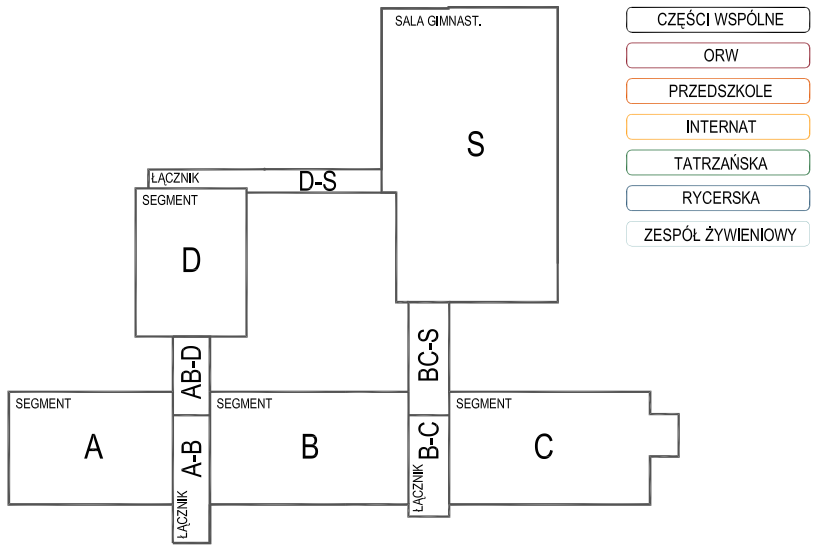 SALA GIMNAST.
S
CZĘŚCI WSPÓLNE
ORW
PRZEDSZKOLE
INTERNAT
TATRZAŃSKA
RYCERSKA
ZESPÓŁ ŻYWIENIOWY
ŁĄCZNIK
D-S
SEGMENT
D
AB-D
BC-S
SEGMENT
A
ŁĄCZNIK
A-B
SEGMENT
B
ŁĄCZNIK
B-C
SEGMENT
C